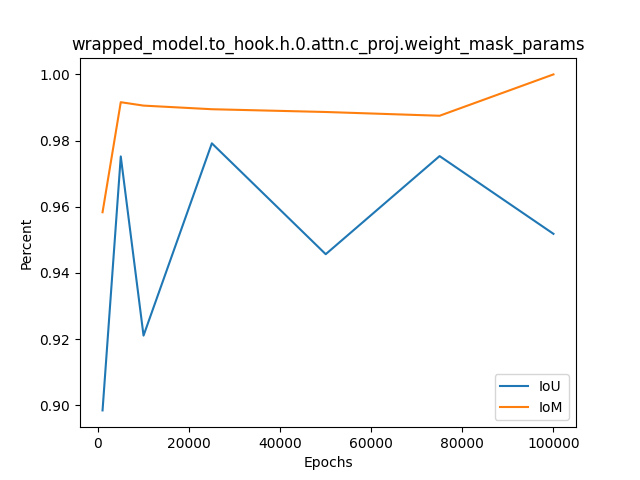 wrapped_model.to_hook.h.0.attn.c_proj.weight_mask_params
1.00
0.98
0.96
0.94
0.92
0.90
Percent
0
20000
40000
60000
80000
100000
Epochs
IoU
IoM